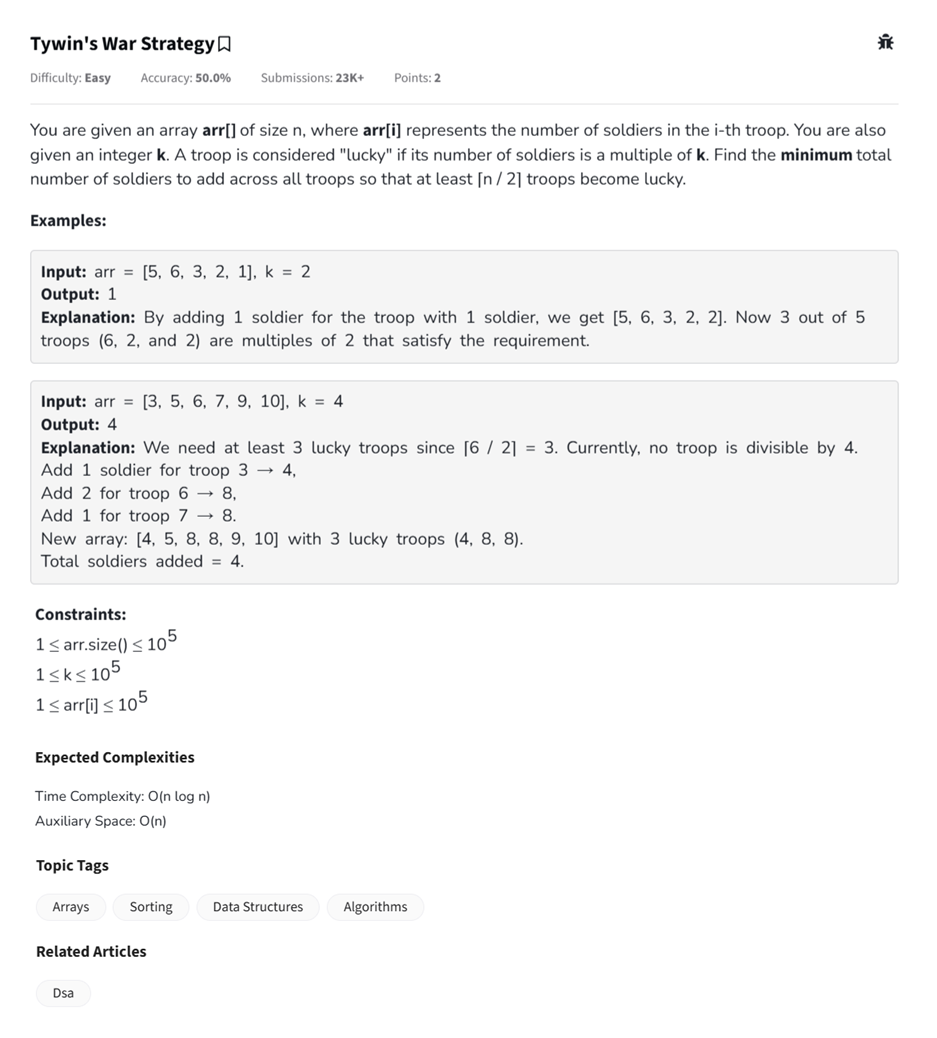 Tywin's War Strategy
Difficulty: Easy Accuracy: 50.0% Submissions: 23K+ Points: 2
You are given an array arr[] of size n, where arr[i] represents the number of soldiers in the i-th troop. You are also
given an integer k. A troop is considered "lucky" if its number of soldiers is a multiple of k. Find the minimum total
number of soldiers to add across all troops so that at least ⌈n / 2⌉ troops become lucky.
Examples:
Input: arr = [5, 6, 3, 2, 1], k = 2
Output: 1
Explanation: By adding 1 soldier for the troop with 1 soldier, we get [5, 6, 3, 2, 2]. Now 3 out of 5
troops (6, 2, and 2) are multiples of 2 that satisfy the requirement.
Input: arr = [3, 5, 6, 7, 9, 10], k = 4
Output: 4
Explanation: We need at least 3 lucky troops since ⌈6 / 2⌉ = 3. Currently, no troop is divisible by 4.
Add 1 soldier for troop 3 → 4,
Add 2 for troop 6 → 8,
Add 1 for troop 7 → 8.
New array: [4, 5, 8, 8, 9, 10] with 3 lucky troops (4, 8, 8).
Total soldiers added = 4.
Constraints:
1 ≤ arr.size() ≤ 10^5
1 ≤ k ≤ 10^5
1 ≤ arr[i] ≤ 10^5
Expected Complexities
Time Complexity: O(n log n)
Auxiliary Space: O(n)
Topic Tags
Arrays Sorting Data Structures Algorithms
Related Articles
Dsa